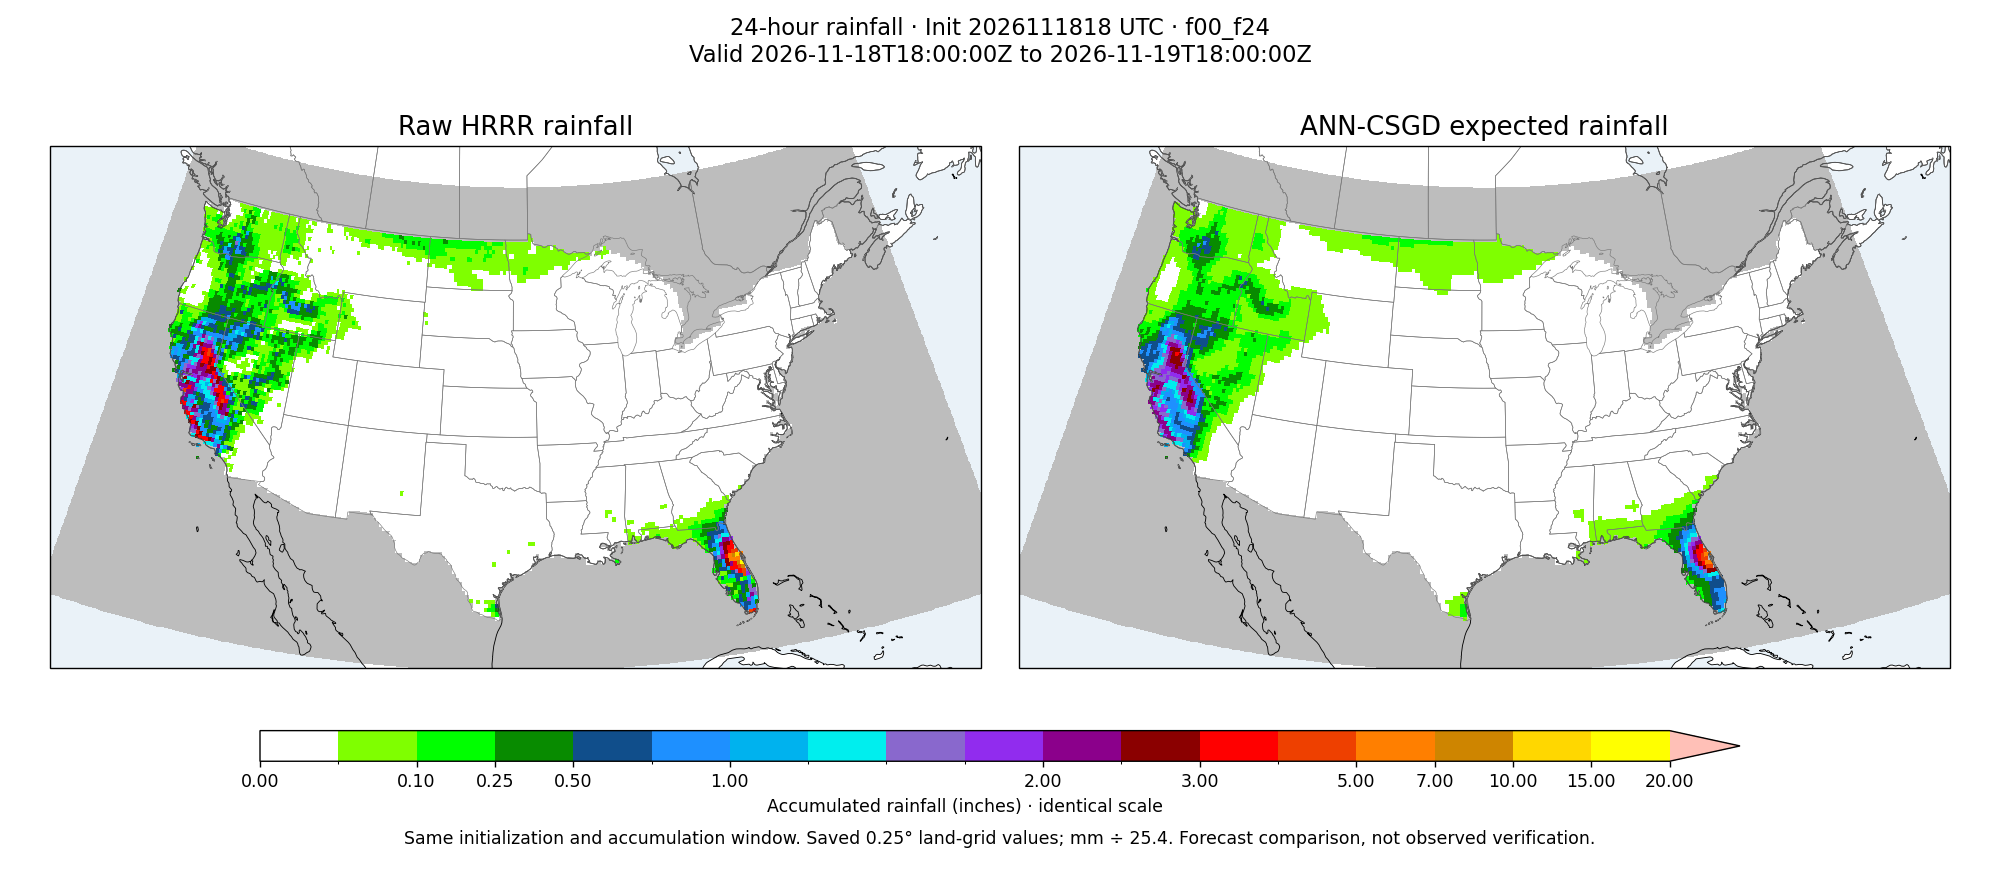 24-hour rainfall · Init 2026111818 UTC · f00_f24
Valid 2026-11-18T18:00:00Z to 2026-11-19T18:00:00Z
Raw HRRR rainfall
ANN-CSGD expected rainfall
0.00 0.10 0.25 0.50 1.00 2.00 3.00 5.00 7.00 10.00 15.00 20.00
Accumulated rainfall (inches) · identical scale
Same initialization and accumulation window. Saved 0.25° land-grid values; mm ÷ 25.4. Forecast comparison, not observed verification.